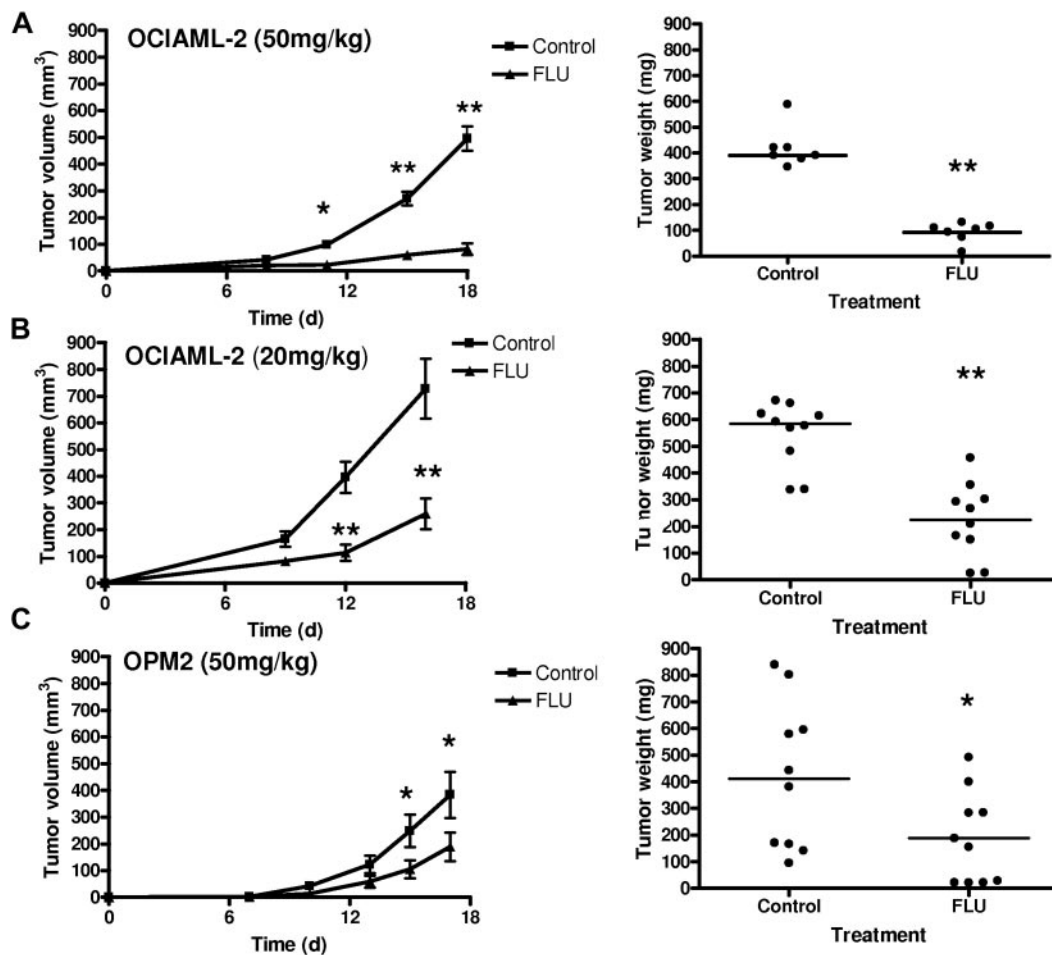 A
OCIAML-2 (50mg/kg)
Control
FLU
Tumor volume (mm³)
900
800
700
600
500
400
300
200
100
0
*
**
**
0 6 12 18
Time (d)
Tumor weight (mg)
900
800
700
600
500
400
300
200
100
0
**
Control FLU
Treatment
B
OCIAML-2 (20mg/kg)
Control
FLU
Tumor volume (mm³)
900
800
700
600
500
400
300
200
100
0
**
**
0 6 12 18
Time (d)
Tu nor weight (mg)
900
800
700
600
500
400
300
200
100
0
**
Control FLU
Treatment
C
OPM2 (50mg/kg)
Control
FLU
Tumor volume (mm³)
900
800
700
600
500
400
300
200
100
0
*
*
0 6 12 18
Time (d)
Tumor weight (mg)
900
800
700
600
500
400
300
200
100
0
*
Control FLU
Treatment